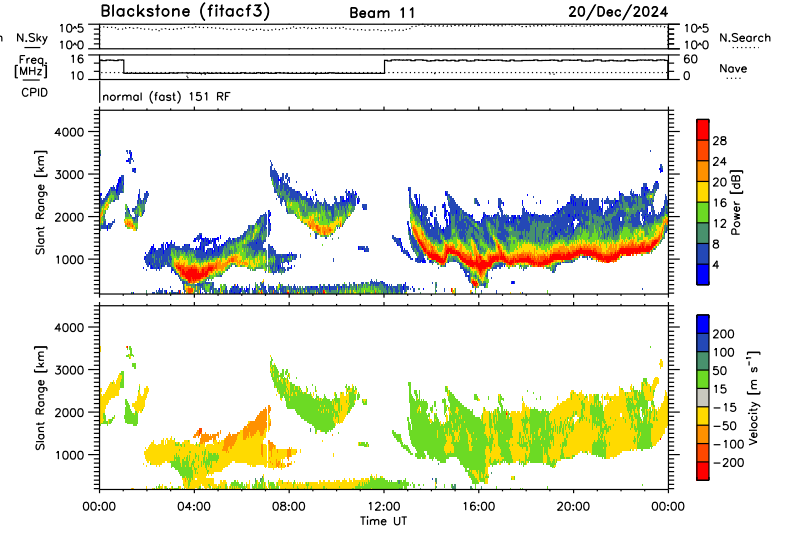 Blackstone (fitacf3) Beam 11 20/Dec/2024
n N.Sky 10^5 10^0 10^5 10^0 N.Search
Freq. [MHz] 16 10 60 0 Nave
CPID normal (fast) 151 RF
Slant Range [km]
4000
3000
2000
1000
28
24
20
16
12
8
4
Power [dB]
Slant Range [km]
4000
3000
2000
1000
200
100
50
15
-15
-50
-100
-200
Velocity [m s⁻¹]
00:00 04:00 08:00 12:00 16:00 20:00 00:00
Time UT